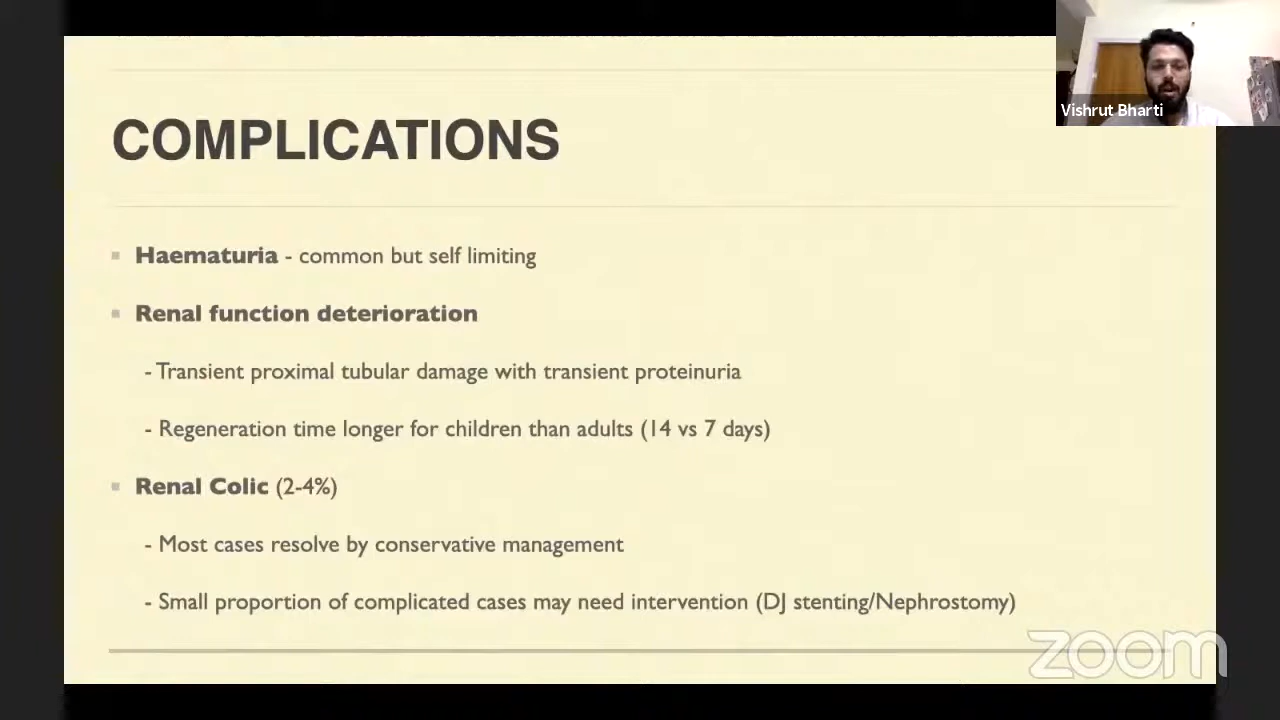 Vishrut Bharti
COMPLICATIONS
Haematuria - common but self limiting
Renal function deterioration
- Transient proximal tubular damage with transient proteinuria
- Regeneration time longer for children than adults (14 vs 7 days)
Renal Colic (2-4%)
- Most cases resolve by conservative management
- Small proportion of complicated cases may need intervention (DJ stenting/Nephrostomy)
zoom